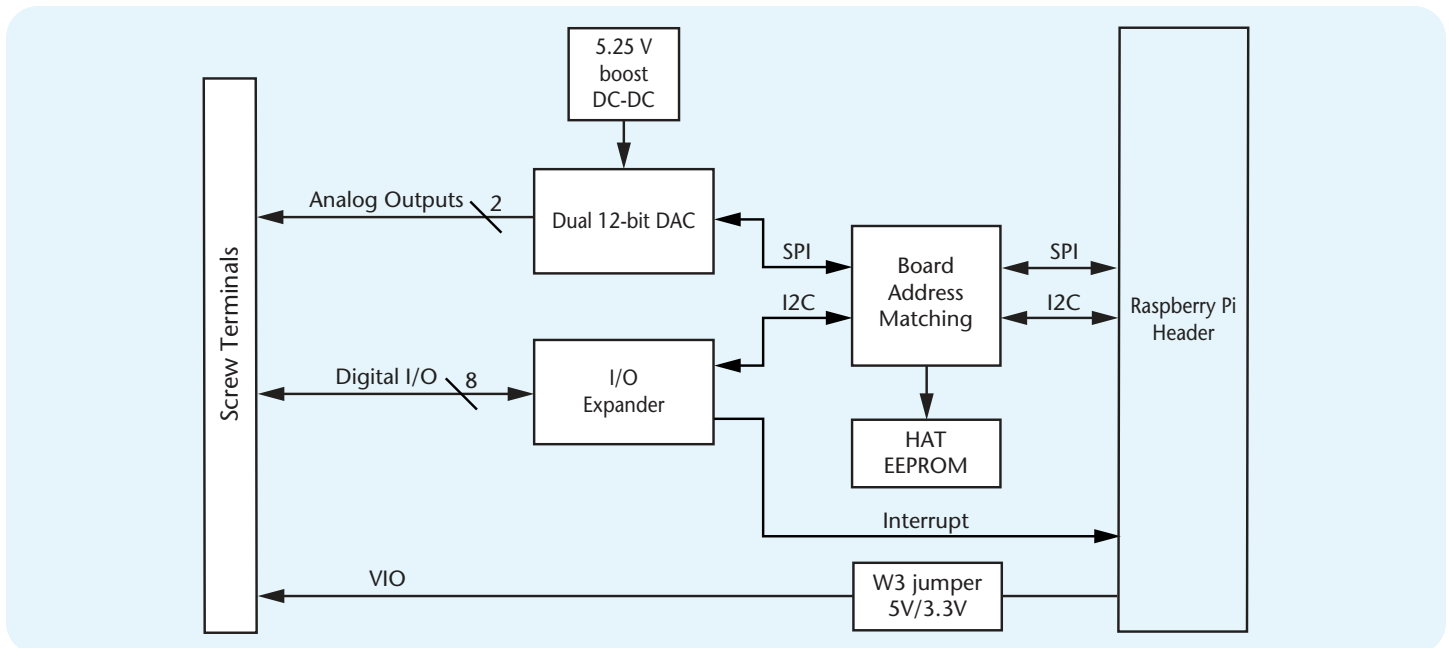 5.25 V
boost
DC-DC
Screw Terminals
Analog Outputs
2
Dual 12-bit DAC
SPI
I2C
Board
Address
Matching
SPI
I2C
Raspberry Pi
Header
Digital I/O
8
I/O
Expander
HAT
EEPROM
Interrupt
VIO
W3 jumper
5V/3.3V